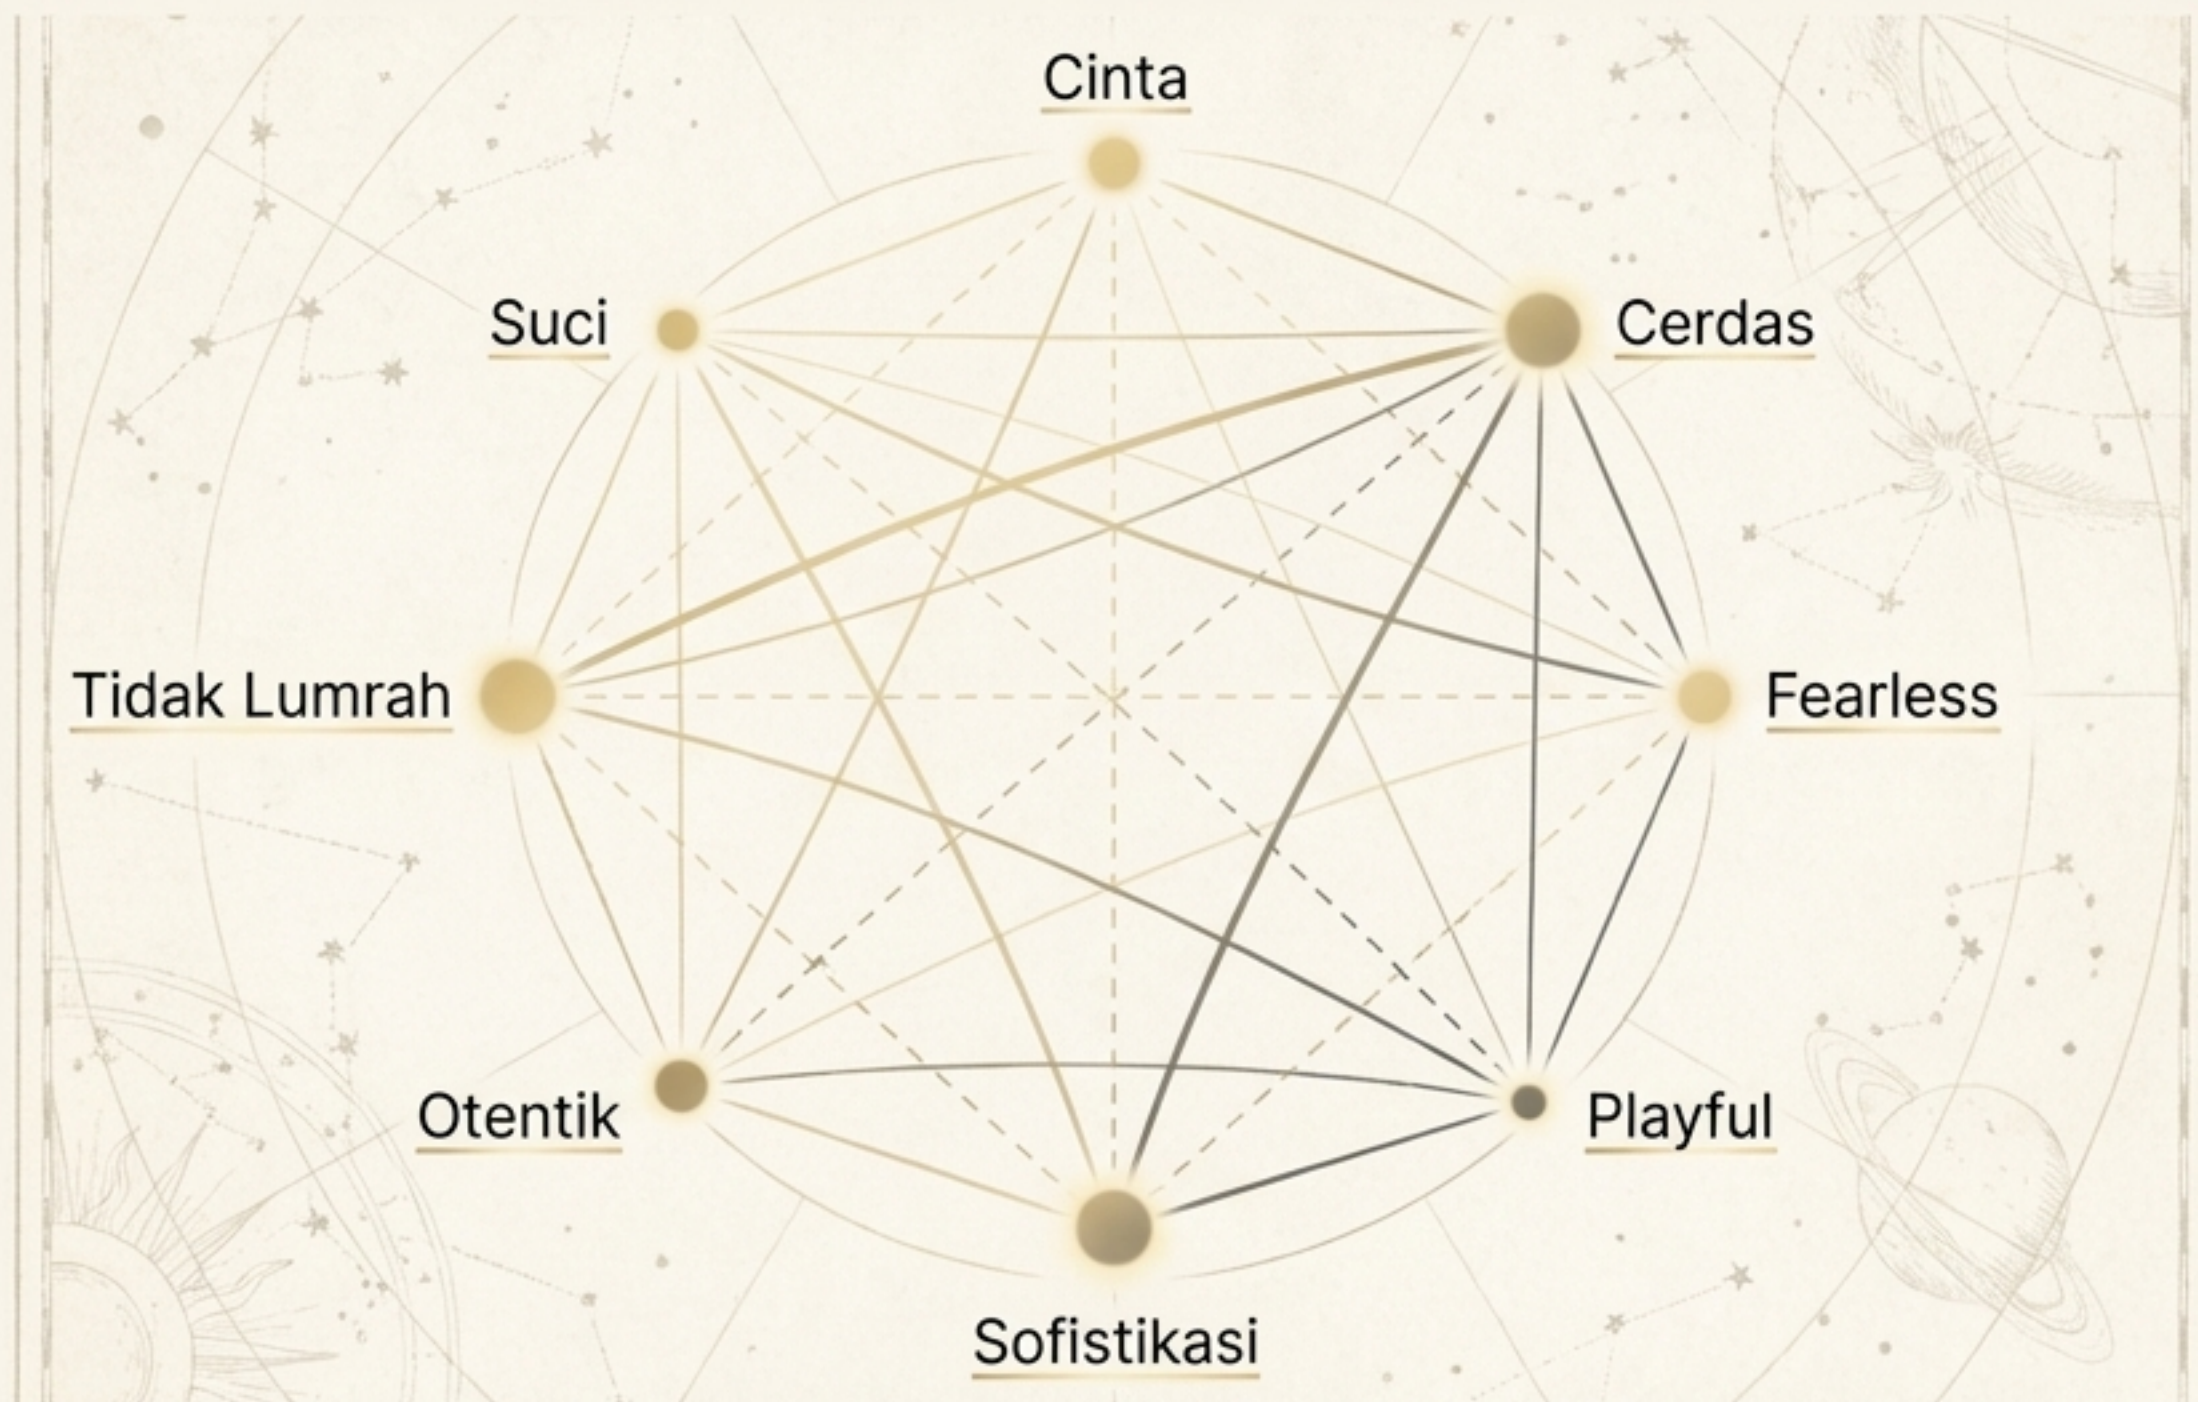 Cinta
Suci
Cerdas
Tidak Lumrah
Fearless
Otentik
Playful
Sofistikasi